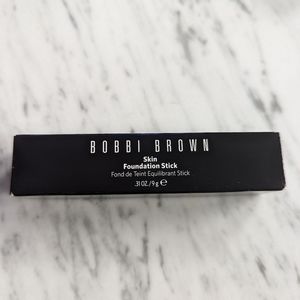 BOBBI BROWN
Skin
Foundation Stick
Fond de Teint Equilibrant Stick
.31 OZ./9 g ℮